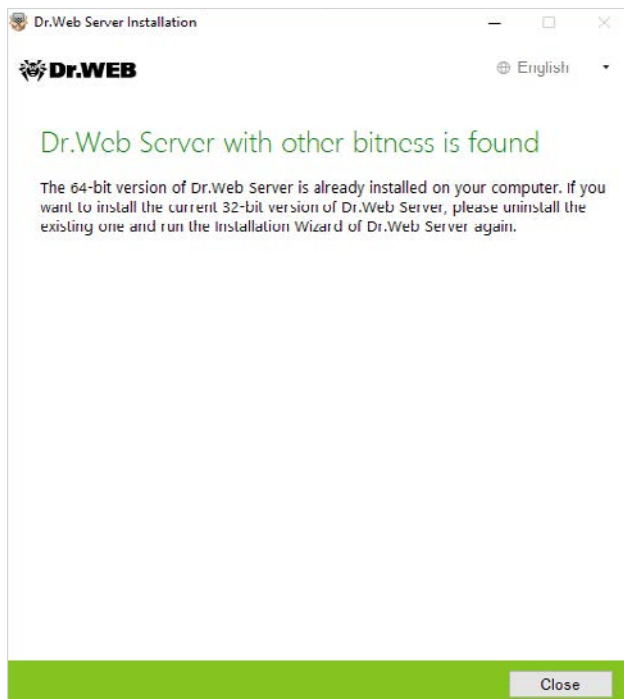 Dr.Web Server Installation
Dr.WEB
English
Dr.Web Server with other bitness is found
The 64-bit version of Dr.Web Server is already installed on your computer. If you
want to install the current 32-bit version of Dr.Web Server, please uninstall the
existing one and run the Installation Wizard of Dr.Web Server again.
Close